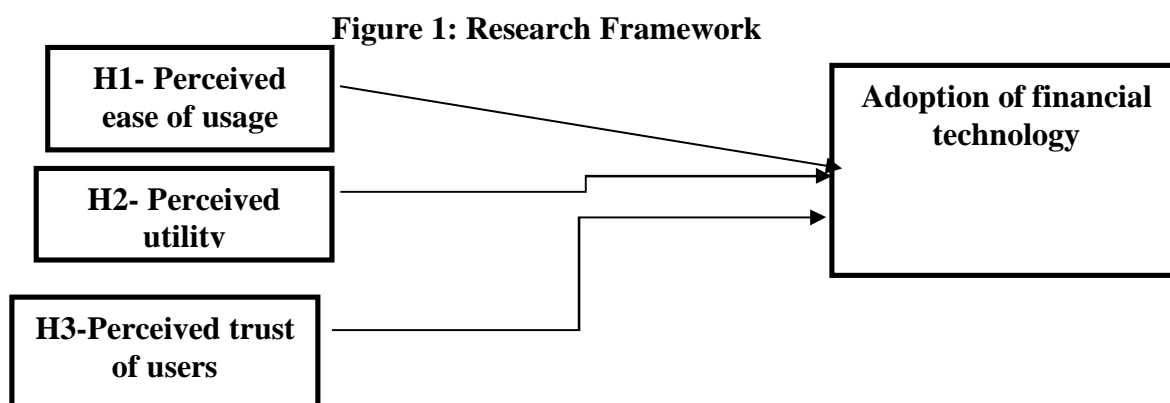 Figure 1: Research Framework
H1- Perceived
ease of usage
H2- Perceived
utility
H3-Perceived trust
of users
Adoption of financial
technology